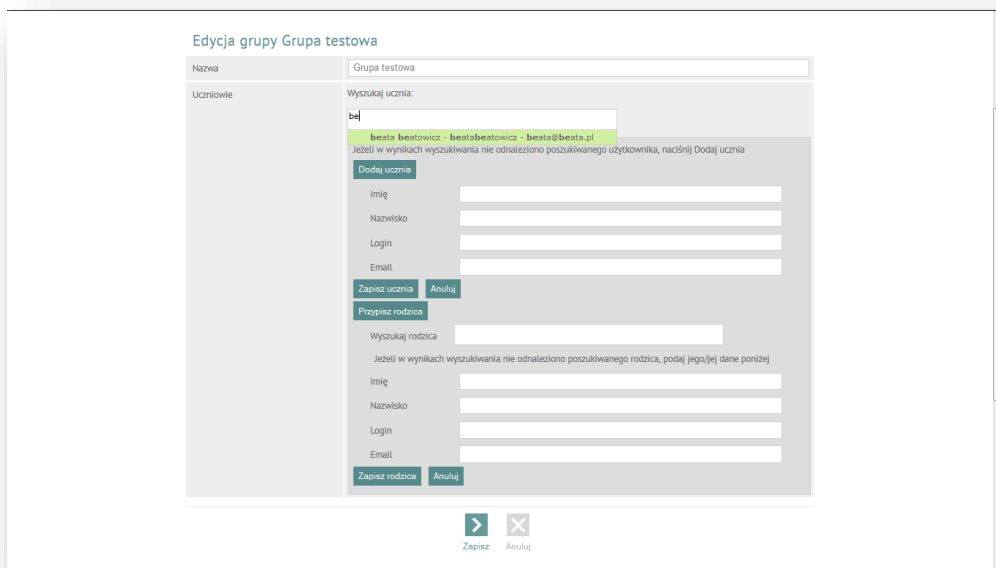 Edycja grupy Grupa testowa
Nazwa
Grupa testowa
Uczniowie
Wyszukaj ucznia:
be
beata beatowicz - beatabeatowicz - beata@beata.pl
Jeżeli w wynikach wyszukiwania nie odnaleziono poszukiwanego użytkownika, naciśnij Dodaj ucznia
Dodaj ucznia
Imię
Nazwisko
Login
Email
Zapisz ucznia Anuluj
Przypisz rodzica
Wyszukaj rodzica
Jeżeli w wynikach wyszukiwania nie odnaleziono poszukiwanego rodzica, podaj jego/jej dane poniżej
Imię
Nazwisko
Login
Email
Zapisz rodzica Anuluj
Zapisz Anuluj